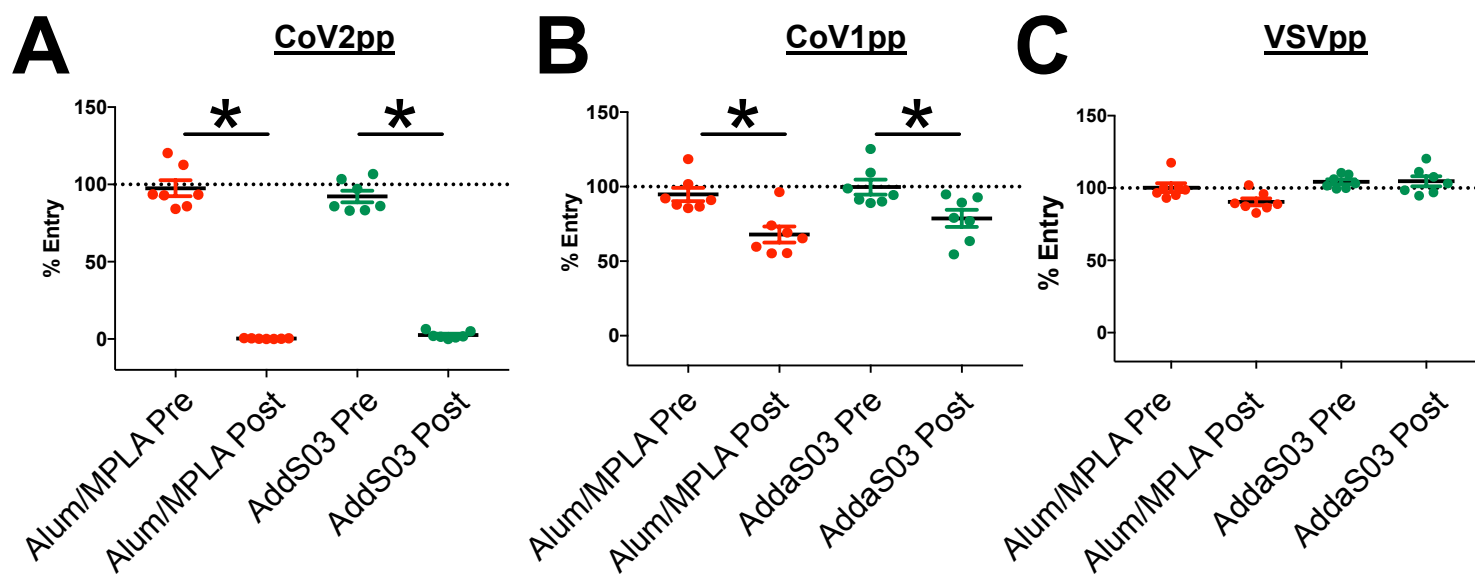 A
CoV2pp
*
*
150
100
50
0
% Entry
Alum/MPLA Pre
Alum/MPLA Post
AddS03 Pre
AddS03 Post
B
CoV1pp
*
*
150
100
50
0
% Entry
Alum/MPLA Pre
Alum/MPLA Post
AddaS03 Pre
AddaS03 Post
C
VSVpp
150
100
50
0
% Entry
Alum/MPLA Pre
Alum/MPLA Post
AddaS03 Pre
AddaS03 Post